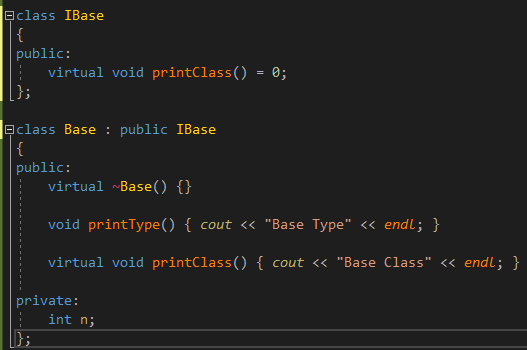 class IBase
{
public:
    virtual void printClass() = 0;
};

class Base : public IBase
{
public:
    virtual ~Base() {}

    void printType() { cout << "Base Type" << endl; }

    virtual void printClass() { cout << "Base Class" << endl; }

private:
    int n;
};